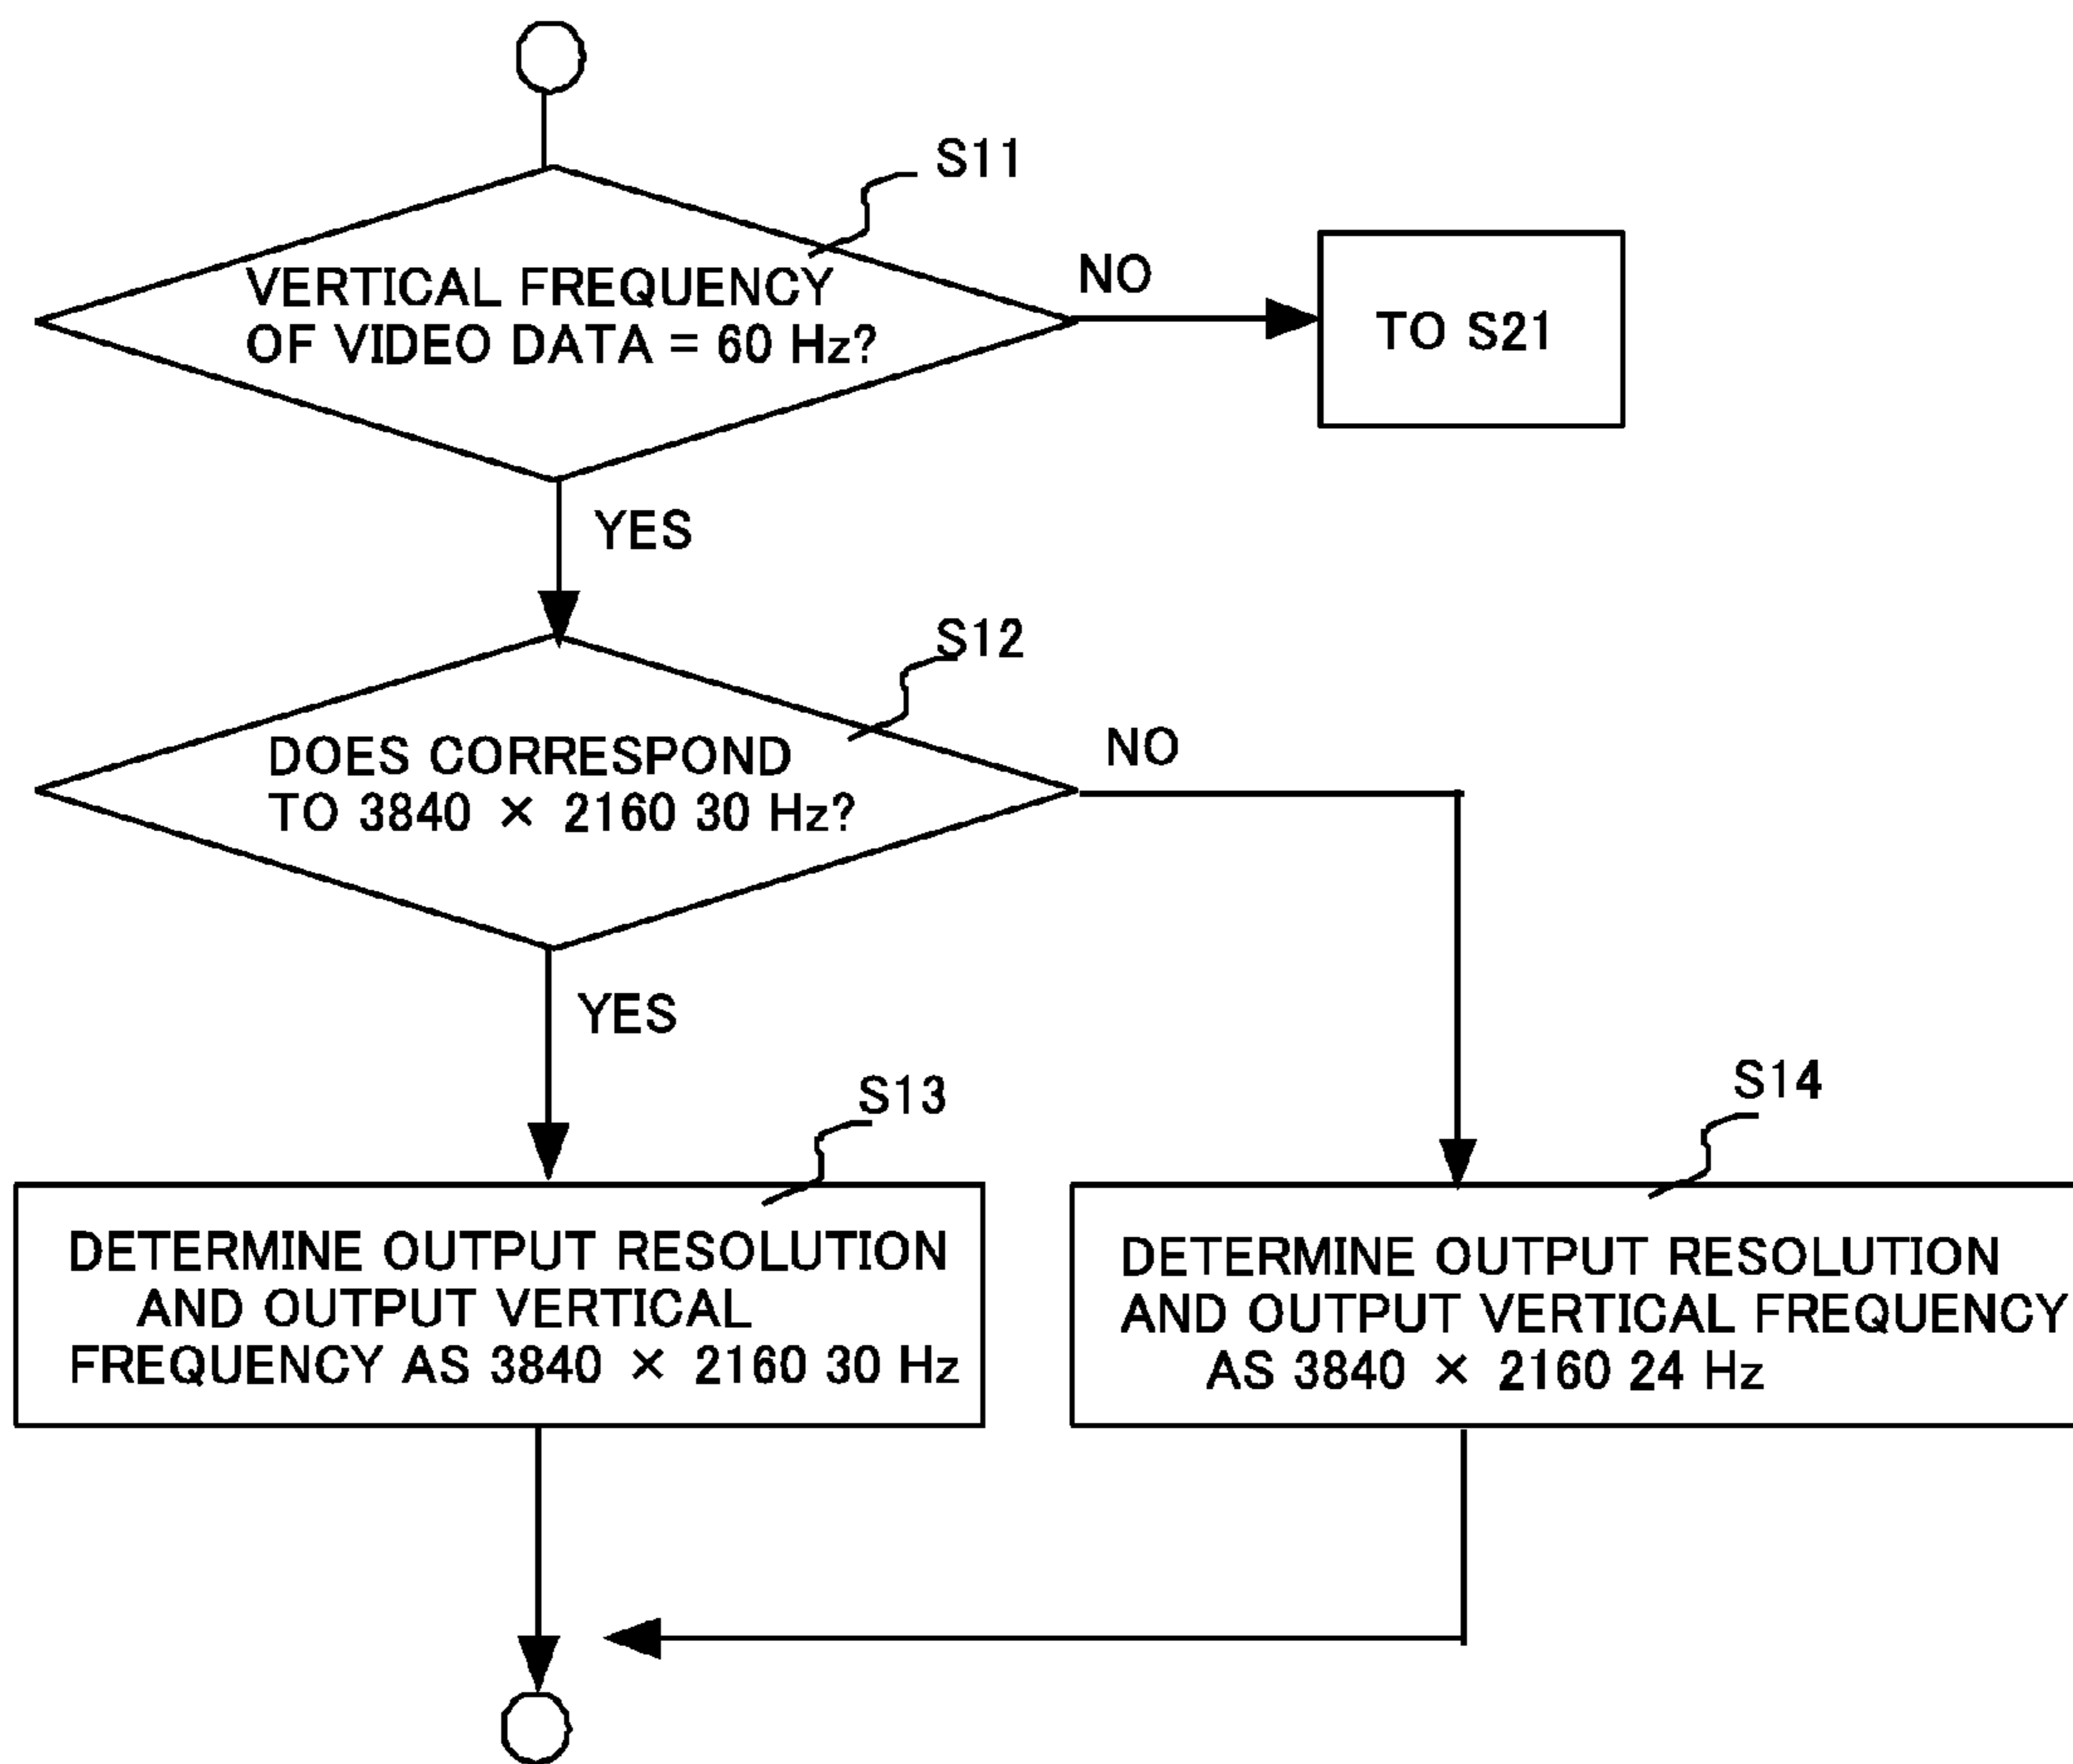 S11
VERTICAL FREQUENCY
OF VIDEO DATA = 60 Hz?
NO
TO S21
YES
S12
DOES CORRESPOND
TO 3840 × 2160 30 Hz?
NO
YES
S13
DETERMINE OUTPUT RESOLUTION
AND OUTPUT VERTICAL
FREQUENCY AS 3840 × 2160 30 Hz
S14
DETERMINE OUTPUT RESOLUTION
AND OUTPUT VERTICAL FREQUENCY
AS 3840 × 2160 24 Hz